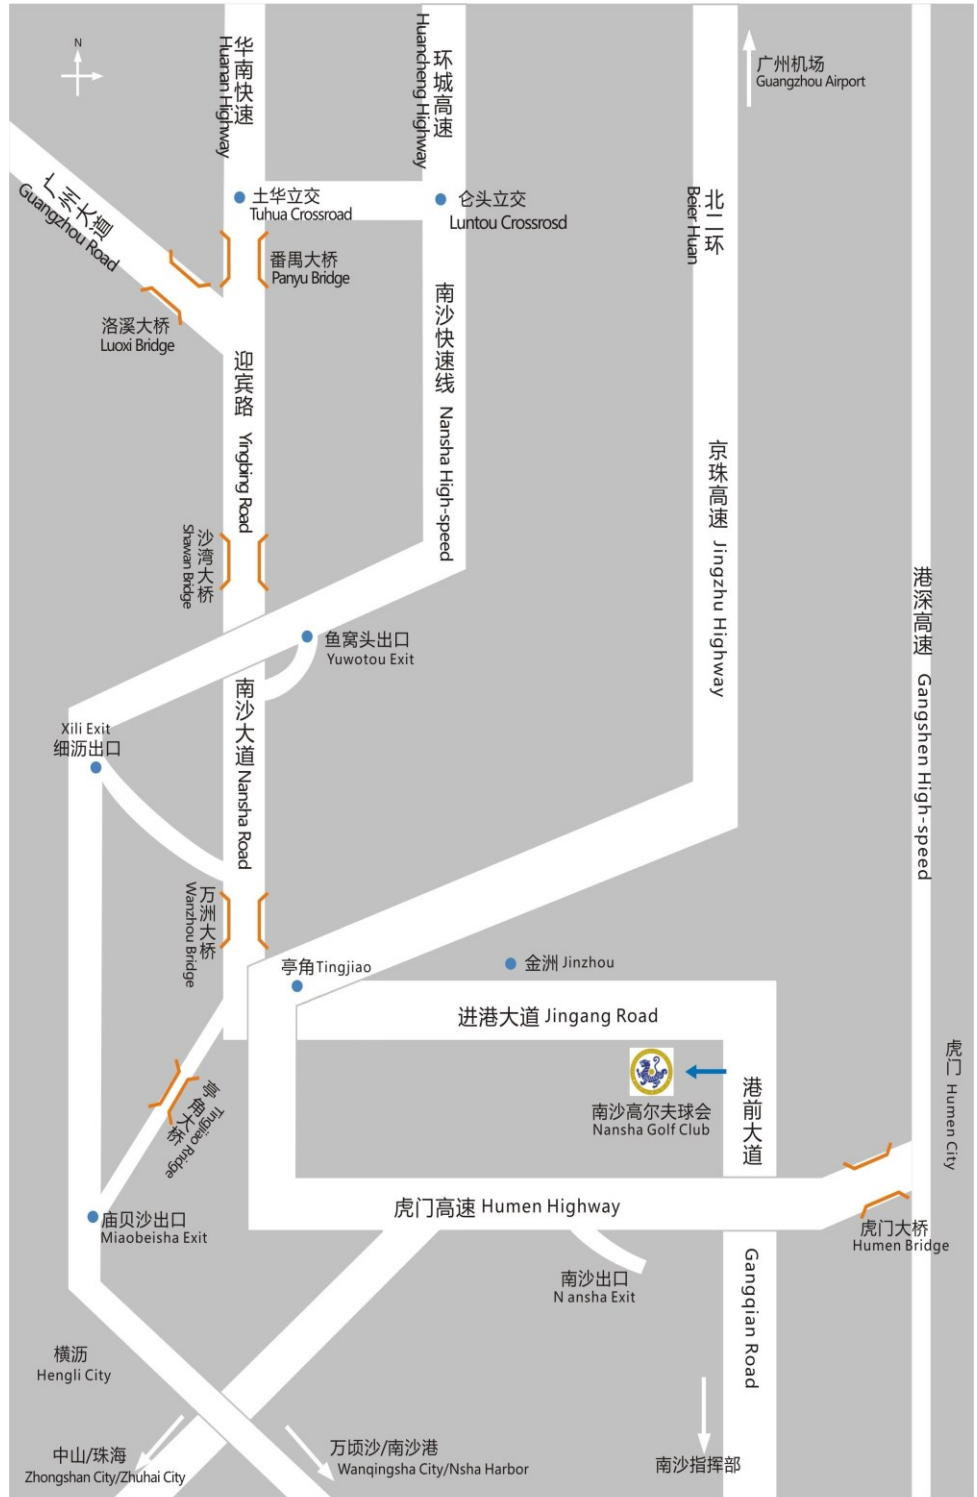 N
华南快速
Huanan Highway
环城高速
Huancheng Highway
广州机场
Guangzhou Airport
广州大道
Guangzhou Road
土华立交
Tuhua Crossroad
仑头立交
Luntou Crossrosd
北二环
Beier Huan
番禺大桥
Panyu Bridge
洛溪大桥
Luoxi Bridge
迎宾路 Yingbing Road
南沙快速线 Nansha High-speed
京珠高速 Jingzhu Highway
沙湾大桥
Shawan Bridge
港深高速 Gangshen High-speed
鱼窝头出口
Yuwotou Exit
南沙大道 Nansha Road
Xili Exit
细沥出口
万洲大桥
Wanzhou Bridge
亭角 Tingjiao
金洲 Jinzhou
进港大道 Jingang Road
南沙高尔夫球会
Nansha Golf Club
港前大道
虎门 Humen City
亭角大桥
Tingjiao Rridge
庙贝沙出口
Miaobeisha Exit
虎门高速 Humen Highway
虎门大桥
Humen Bridge
南沙出口
N ansha Exit
Gangqian Road
横沥
Hengli City
中山/珠海
Zhongshan City/Zhuhai City
万顷沙/南沙港
Wanqingsha City/Nsha Harbor
南沙指挥部